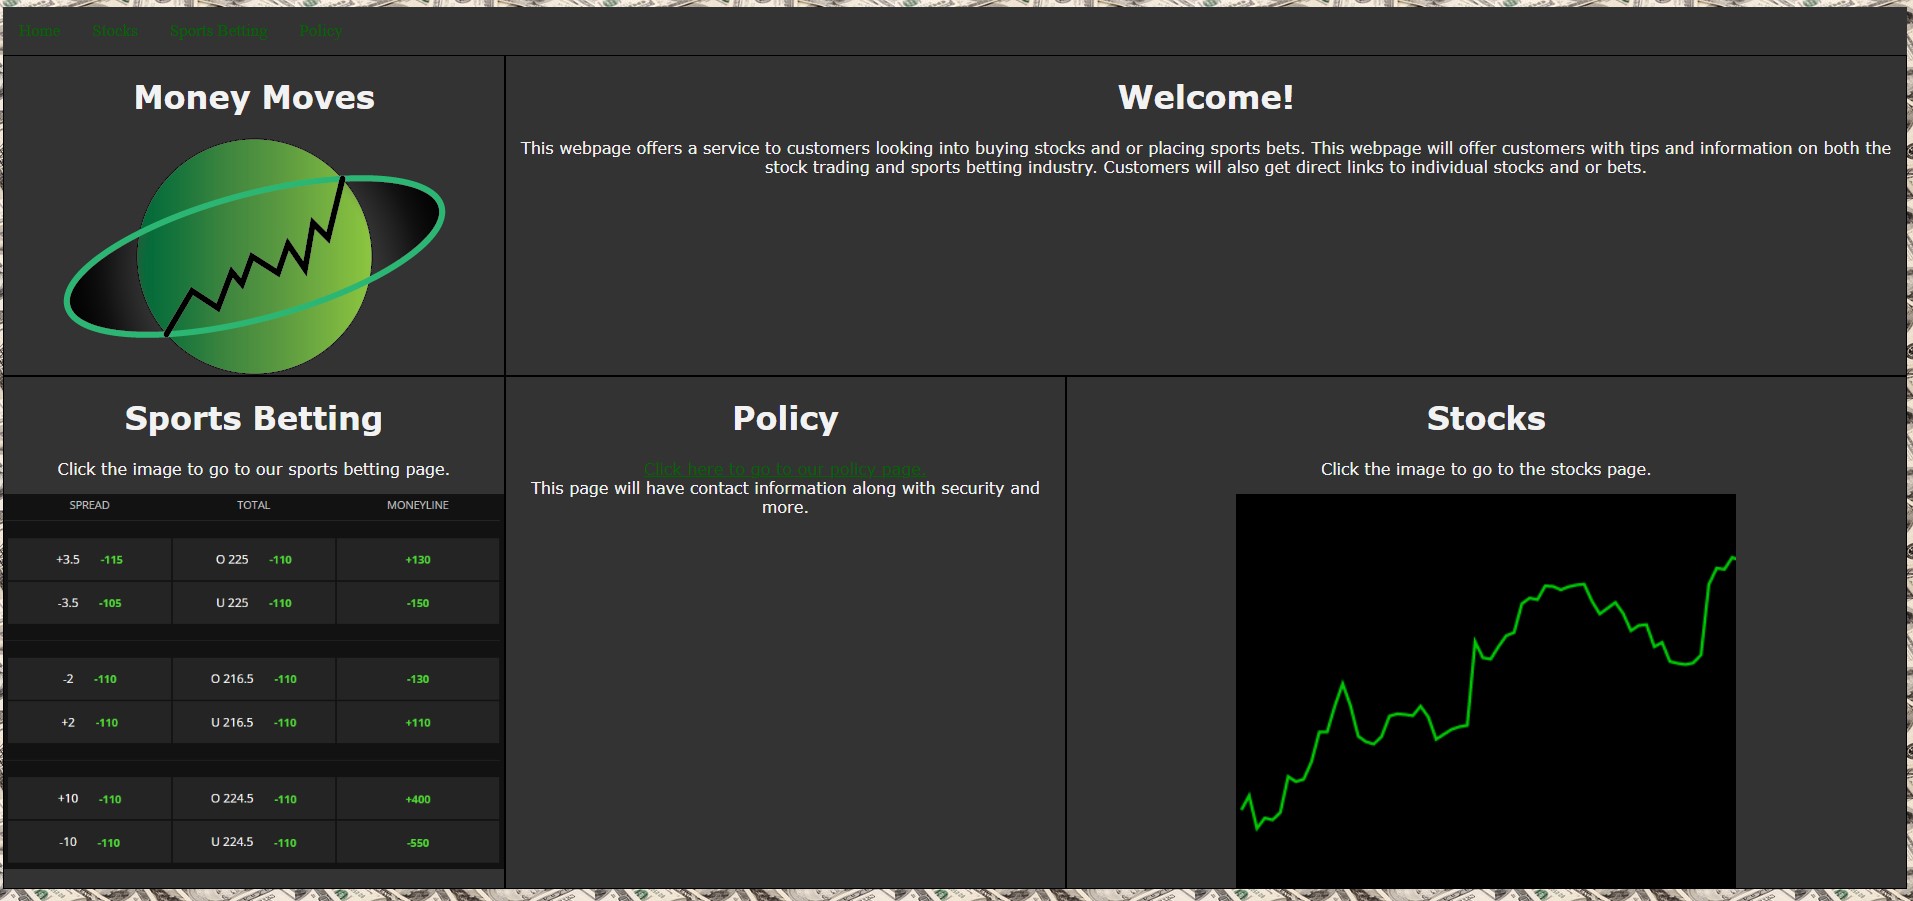 Home Stocks Sports Betting Policy
Money Moves
Welcome!
This webpage offers a service to customers looking into buying stocks and or placing sports bets. This webpage will offer customers with tips and information on both the
stock trading and sports betting industry. Customers will also get direct links to individual stocks and or bets.
Sports Betting
Click the image to go to our sports betting page.
SPREAD TOTAL MONEYLINE
+3.5 -115 O 225 -110 +130
-3.5 -105 U 225 -110 -150
-2 -110 O 216.5 -110 -130
+2 -110 U 216.5 -110 +110
+10 -110 O 224.5 -110 +400
-10 -110 U 224.5 -110 -550
Policy
Click here to go to our policy page.
This page will have contact information along with security and
more.
Stocks
Click the image to go to the stocks page.